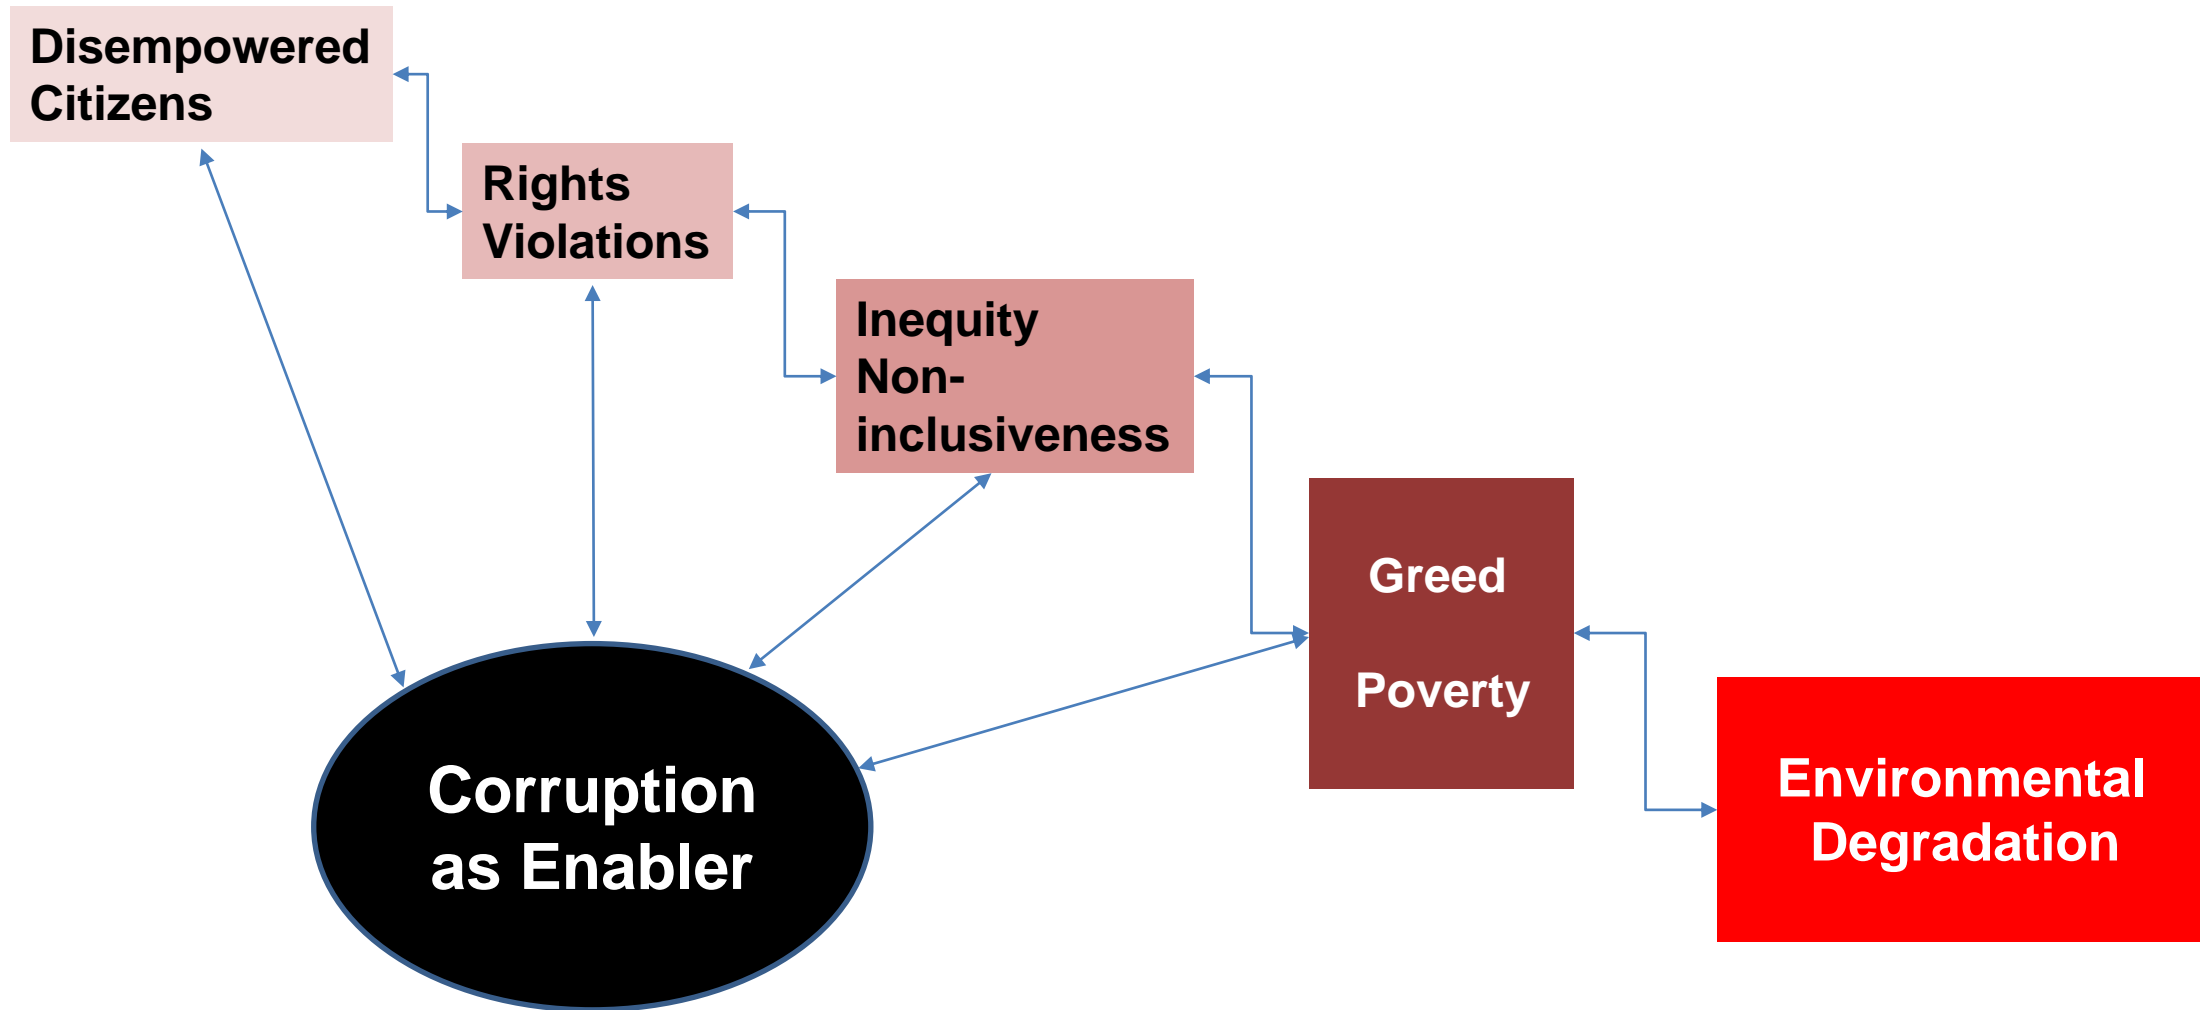 Disempowered
Citizens
Rights
Violations
Inequity
Non-
inclusiveness
Greed
Poverty
Corruption
as Enabler
Environmental
Degradation